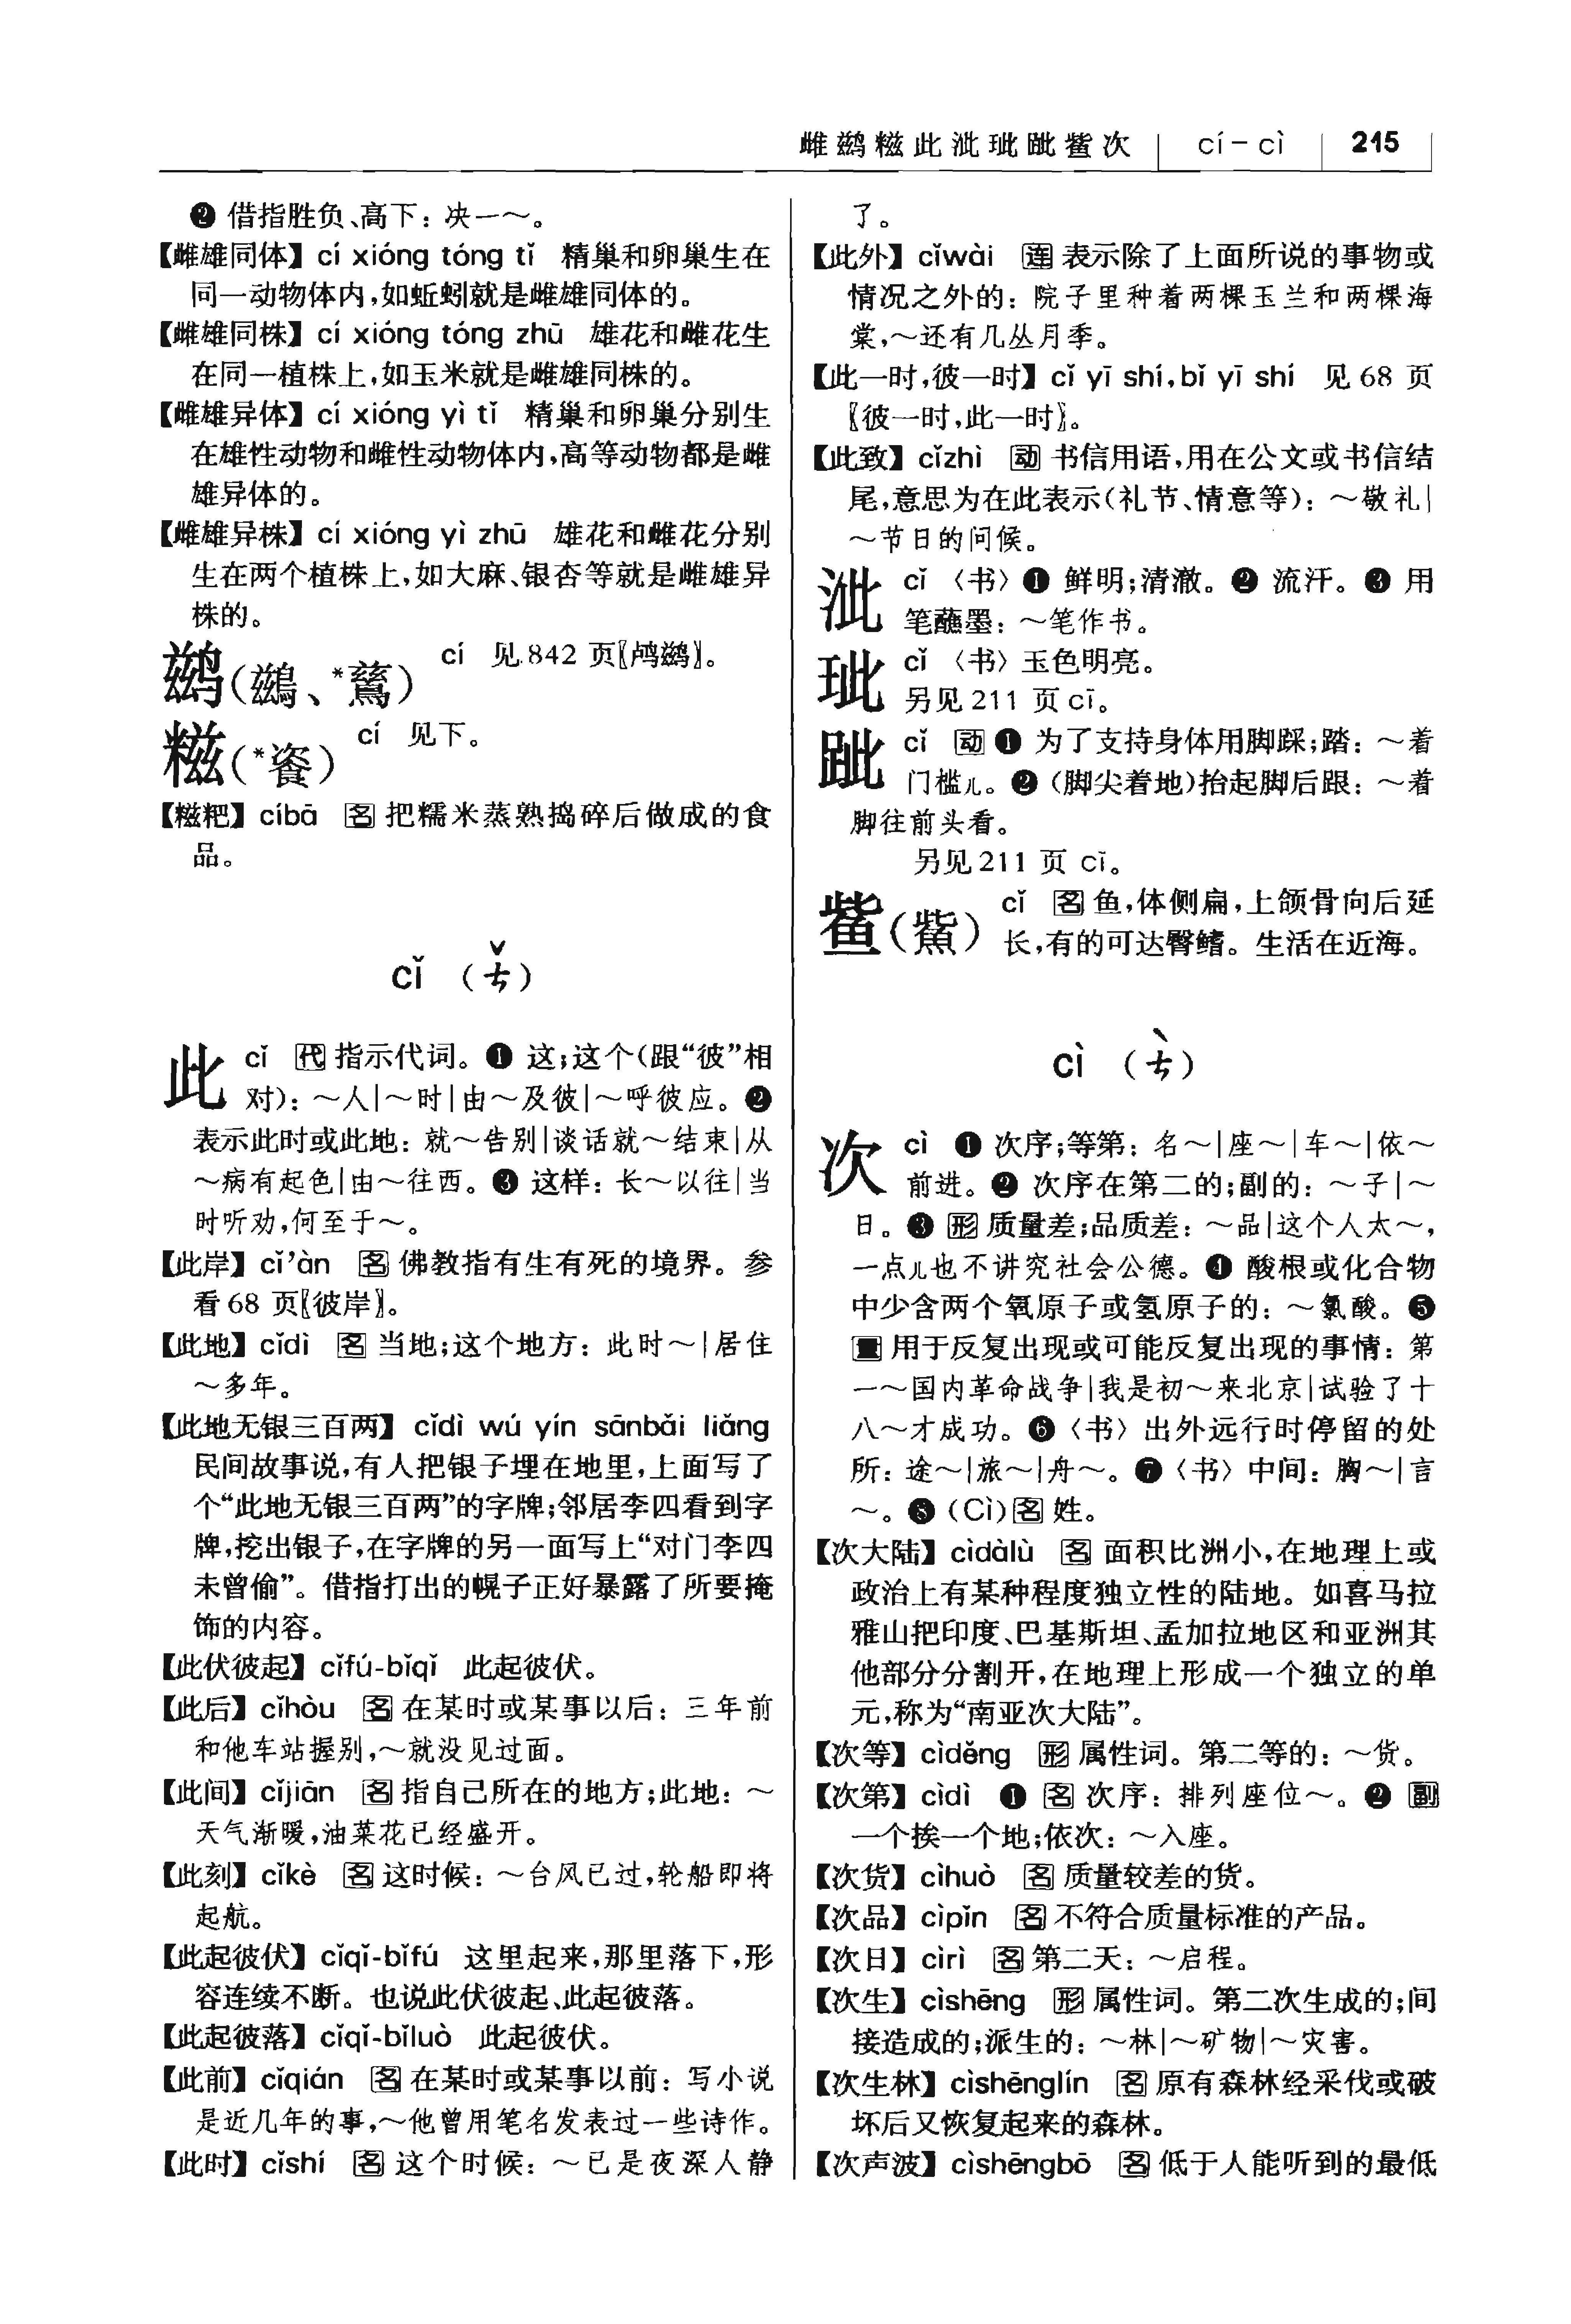 雌鹚糍此泚玼跐鮆次 cí－cì 215
❷ 借指胜负、高下：决一～。
【雌雄同体】cí xióng tóng tǐ 精巢和卵巢生在
同一动物体内，如蚯蚓就是雌雄同体的。
【雌雄同株】cí xióng tóng zhū 雄花和雌花生
在同一植株上，如玉米就是雌雄同株的。
【雌雄异体】cí xióng yì tǐ 精巢和卵巢分别生
在雄性动物和雌性动物体内，高等动物都是雌
雄异体的。
【雌雄异株】cí xióng yì zhū 雄花和雌花分别
生在两个植株上，如大麻、银杏等就是雌雄异
株的。
鹚（鷀、*鶿） cí 见 842 页〖鸬鹚〗。
糍（*餈） cí 见下。
【糍粑】cíbā 名 把糯米蒸熟捣碎后做成的食
品。
cǐ （ㄘˇ）
此 cǐ 代 指示代词。❶ 这；这个（跟“彼”相
对）：～人|～时|由～及彼|～呼彼应。❷
表示此时或此地：就～告别|谈话就～结束|从
～病有起色|由～往西。❸ 这样：长～以往|当
时听劝，何至于～。
【此岸】cǐ’àn 名 佛教指有生有死的境界。参
看 68 页〖彼岸〗。
【此地】cǐdì 名 当地；这个地方：此时～|居住
～多年。
【此地无银三百两】cǐdì wú yín sānbǎi liǎng
民间故事说，有人把银子埋在地里，上面写了
个“此地无银三百两”的字牌；邻居李四看到字
牌，挖出银子，在字牌的另一面写上“对门李四
未曾偷”。借指打出的幌子正好暴露了所要掩
饰的内容。
【此伏彼起】cǐfú-bǐqǐ 此起彼伏。
【此后】cǐhòu 名 在某时或某事以后：三年前
和他车站握别，～就没见过面。
【此间】cǐjiān 名 指自己所在的地方；此地：～
天气渐暖，油菜花已经盛开。
【此刻】cǐkè 名 这时候：～台风已过，轮船即将
起航。
【此起彼伏】cǐqǐ-bǐfú 这里起来，那里落下，形
容连续不断。也说此伏彼起、此起彼落。
【此起彼落】cǐqǐ-bǐluò 此起彼伏。
【此前】cǐqián 名 在某时或某事以前：写小说
是近几年的事，～他曾用笔名发表过一些诗作。
【此时】cǐshí 名 这个时候：～已是夜深人静
了。
【此外】cǐwài 连 表示除了上面所说的事物或
情况之外的：院子里种着两棵玉兰和两棵海
棠，～还有几丛月季。
【此一时，彼一时】cǐ yī shí，bǐ yī shí 见 68 页
〖彼一时，此一时〗。
【此致】cǐzhì 动 书信用语，用在公文或书信结
尾，意思为在此表示（礼节、情意等）：～敬礼|
～节日的问候。
泚 cǐ 〈书〉❶ 鲜明；清澈。❷ 流汗。❸ 用
笔蘸墨：～笔作书。
玼 cǐ 〈书〉玉色明亮。
另见 211 页 cī。
跐 cǐ 动 ❶ 为了支持身体用脚踩；踏：～着
门槛儿。❷（脚尖着地）抬起脚后跟：～着
脚往前头看。
另见 211 页 cī。
鮆（鮆） cǐ 名 鱼，体侧扁，上颌骨向后延
长，有的可达臀鳍。生活在近海。
cì （ㄘˋ）
次 cì ❶ 次序；等第：名～|座～|车～|依～
前进。❷ 次序在第二的；副的：～子|～
日。❸ 形 质量差；品质差：～品|这个人太～，
一点儿也不讲究社会公德。❹ 酸根或化合物
中少含两个氧原子或氢原子的：～氯酸。❺
量 用于反复出现或可能反复出现的事情：第
一～国内革命战争|我是初～来北京|试验了十
八～才成功。❻〈书〉出外远行时停留的处
所：途～|旅～|舟～。❼〈书〉中间：胸～|言
～。❽（Cì）名 姓。
【次大陆】cìdàlù 名 面积比洲小，在地理上或
政治上有某种程度独立性的陆地。如喜马拉
雅山把印度、巴基斯坦、孟加拉地区和亚洲其
他部分分割开，在地理上形成一个独立的单
元，称为“南亚次大陆”。
【次等】cìděng 形 属性词。第二等的：～货。
【次第】cìdì ❶ 名 次序：排列座位～。❷ 副
一个挨一个地；依次：～入座。
【次货】cìhuò 名 质量较差的货。
【次品】cìpǐn 名 不符合质量标准的产品。
【次日】cìrì 名 第二天：～启程。
【次生】cìshēng 形 属性词。第二次生成的；间
接造成的；派生的：～林|～矿物|～灾害。
【次生林】cìshēnglín 名 原有森林经采伐或破
坏后又恢复起来的森林。
【次声波】cìshēngbō 名 低于人能听到的最低